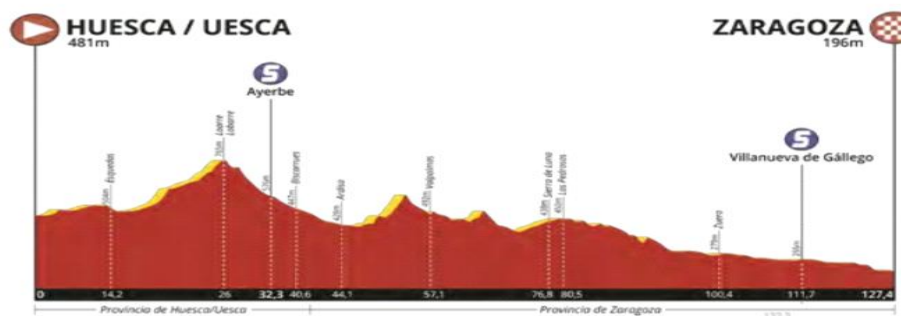 HUESCA / UESCA
481m
ZARAGOZA
196m
S
Ayerbe
S
Villanueva de Gállego
Esquedas
Loarre
Lobarre
Biscarrues
Ardisa
Valpalmas
Sierra de Luna
Las Pedrosas
Zuera
0
14,2
26
32,3
40,6
44,1
57,1
76,8
80,5
100,4
111,7
127,4
Provincia de Huesca/Uesca
Provincia de Zaragoza